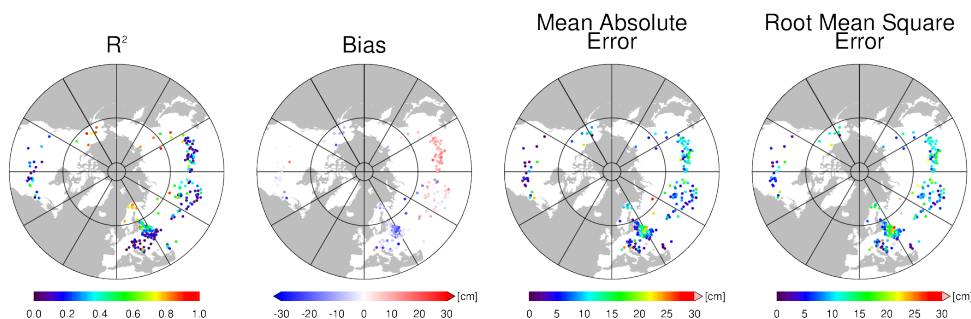 R²
Bias
Mean Absolute
Error
Root Mean Square
Error
0.0 0.2 0.4 0.6 0.8 1.0
-30 -20 -10 0 10 20 30 [cm]
0 5 10 15 20 25 30 [cm]
0 5 10 15 20 25 30 [cm]